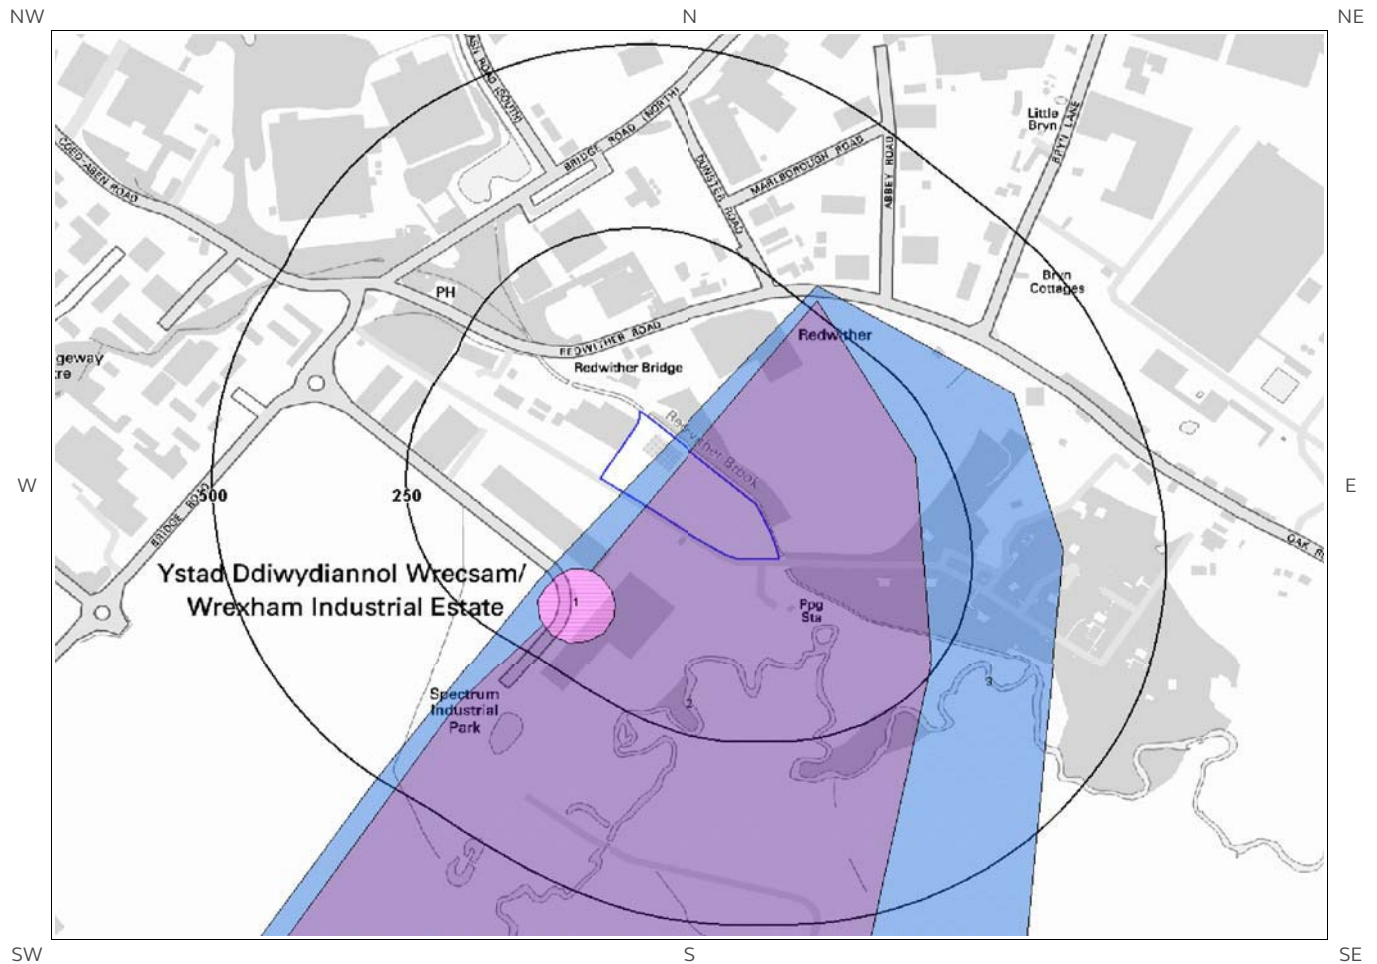 NW
N
NE
BRIDGE ROAD (NORTH)
COED-ABEN ROAD
DUNSTER ROAD
MARLBOROUGH ROAD
ABBEY ROAD
Little
Bryn
BRYN LANE
Bryn
Cottages
PH
REDWITHER ROAD
Redwither
Redwither Bridge
geway
tre
Redwither Brook
W
E
500
250
BRIDGE ROAD
OAK R
Ystad Ddiwydiannol Wrecsam/
Wrexham Industrial Estate
1
Ppg
Sta
2
3
Spectrum
Industrial
Park
SW
S
SE